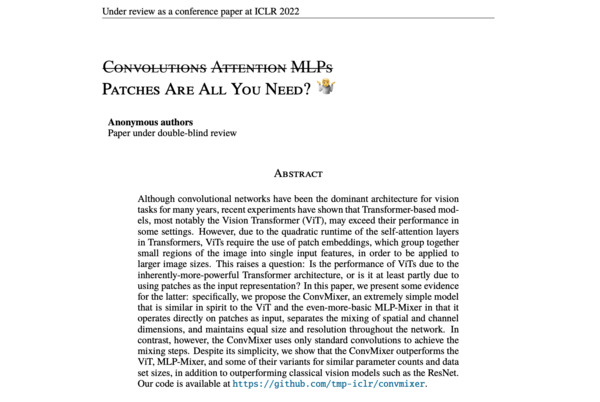 Under review as a conference paper at ICLR 2022
CONVOLUTIONS ATTENTION MLPS
PATCHES ARE ALL YOU NEED? 🤷
Anonymous authors
Paper under double-blind review
ABSTRACT
Although convolutional networks have been the dominant architecture for vision
tasks for many years, recent experiments have shown that Transformer-based mod-
els, most notably the Vision Transformer (ViT), may exceed their performance in
some settings. However, due to the quadratic runtime of the self-attention layers
in Transformers, ViTs require the use of patch embeddings, which group together
small regions of the image into single input features, in order to be applied to
larger image sizes. This raises a question: Is the performance of ViTs due to the
inherently-more-powerful Transformer architecture, or is it at least partly due to
using patches as the input representation? In this paper, we present some evidence
for the latter: specifically, we propose the ConvMixer, an extremely simple model
that is similar in spirit to the ViT and the even-more-basic MLP-Mixer in that it
operates directly on patches as input, separates the mixing of spatial and channel
dimensions, and maintains equal size and resolution throughout the network. In
contrast, however, the ConvMixer uses only standard convolutions to achieve the
mixing steps. Despite its simplicity, we show that the ConvMixer outperforms the
ViT, MLP-Mixer, and some of their variants for similar parameter counts and data
set sizes, in addition to outperforming classical vision models such as the ResNet.
Our code is available at https://github.com/tmp-iclr/convmixer.